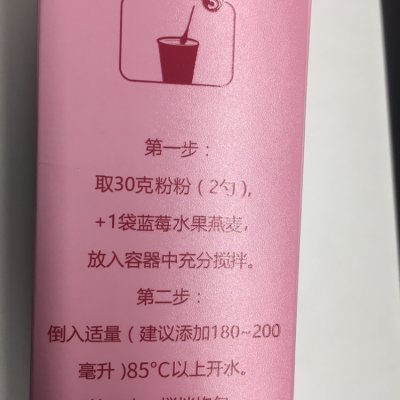 S
第一步：
取30克粉粉（2勺），
+1袋蓝莓水果燕麦，
放入容器中充分搅拌。
第二步：
倒入适量（建议添加180~200
毫升）85°C以上开水。